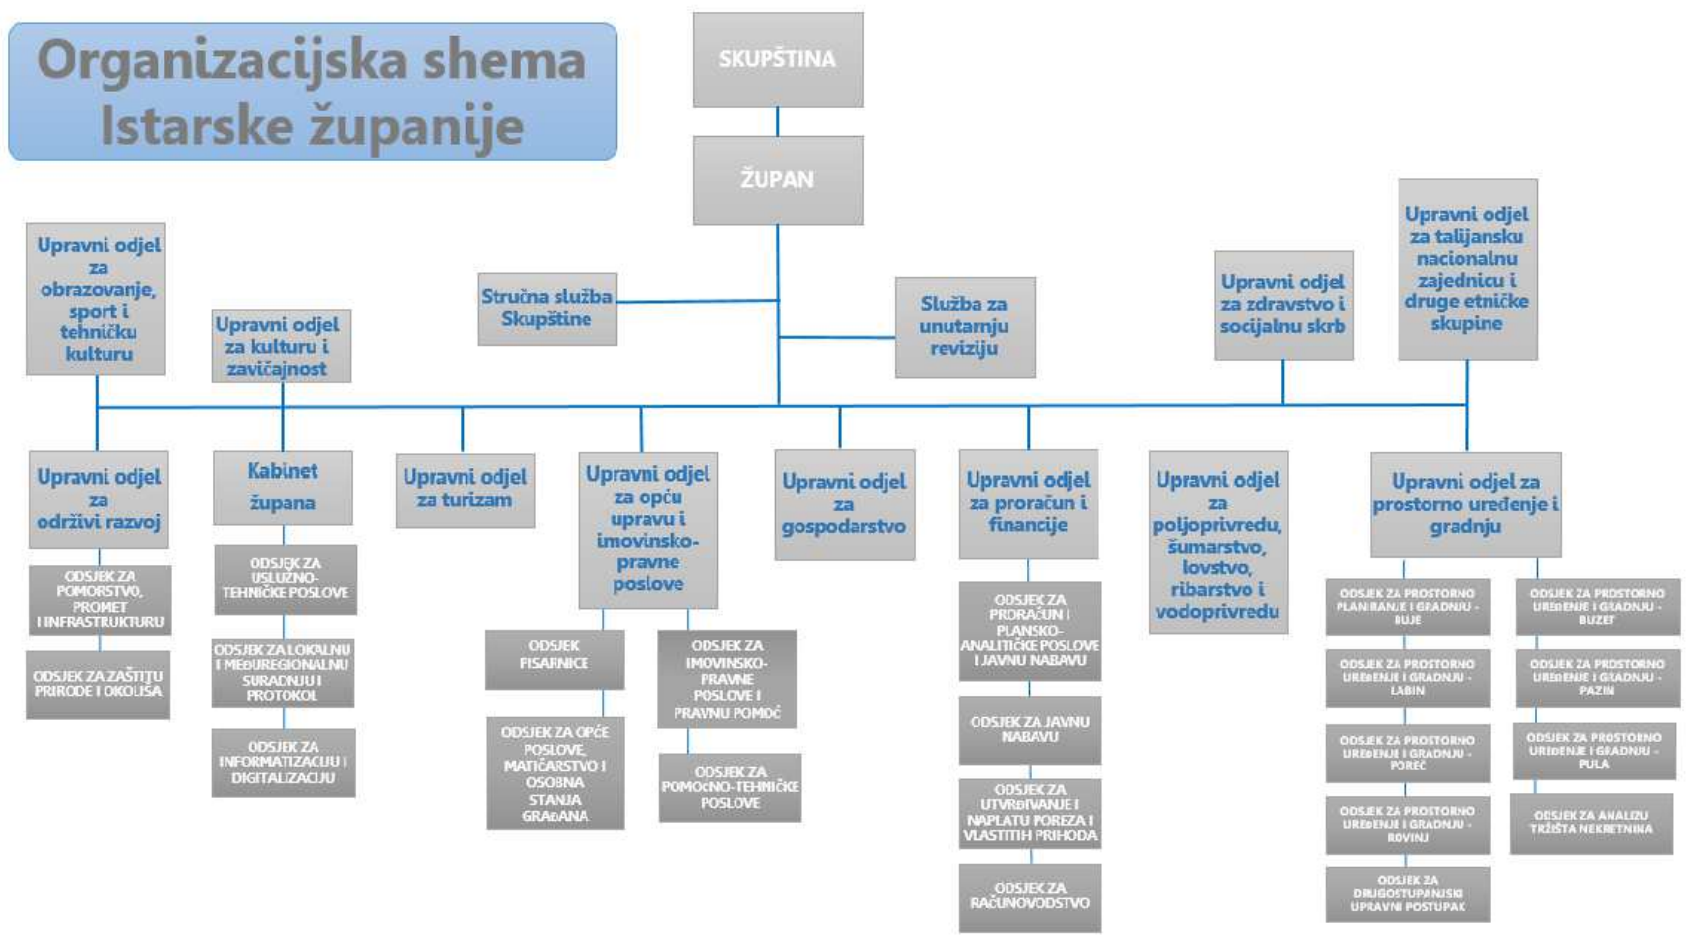 Organizacijska shema
Istarske županije
SKUPŠTINA
ŽUPAN
Upravni odjel
za
obrazovanje,
sport i
tehničku
kulturu
Upravni odjel
za kulturu i
zavičajnost
Stručna služba
Skupštine
Služba za
unutarnju
reviziju
Upravni odjel
za zdravstvo i
socijalnu skrb
Upravni odjel
za talijansku
nacionalnu
zajednicu i
druge etničke
skupine
Upravni odjel
za
održivi razvoj
ODSJEK ZA
POMORSTVO,
PROMET
I INFRASTRUKTURU
ODSJEK ZA ZAŠTITU
PRIRODE I OKOLIŠA
Kabinet
župana
ODSJEK ZA
USLUŽNO-
TEHNIČKE POSLOVE
ODSJEK ZA LOKALNU
I MEĐUREGIONALNU
SURADNJU I
PROTOKOL
ODSJEK ZA
INFORMATIZACIJU I
DIGITALIZACIJU
Upravni odjel
za turizam
Upravni odjel
za opću
upravu i
imovinsko-
pravne
poslove
ODSJEK
PISARNICE
ODSJEK ZA OPĆE
POSLOVE,
MATIČARSTVO I
OSOBNA
STANJA
GRAĐANA
ODSJEK ZA
IMOVINSKO-
PRAVNE
POSLOVE I
PRAVNU POMOĆ
ODSJEK ZA
POMOĆNO-TEHNIČKE
POSLOVE
Upravni odjel
za
gospodarstvo
Upravni odjel
za proračun i
financije
ODSJEK ZA
PRORAČUN I
PLANSKO-
ANALITIČKE POSLOVE
I JAVNU NABAVU
ODSJEK ZA JAVNU
NABAVU
ODSJEK ZA
UTVRĐIVANJE I
NAPLATU POREZA I
VLASTITIH PRIHODA
ODSJEK ZA
RAČUNOVODSTVO
Upravni odjel
za
poljoprivredu,
šumarstvo,
lovstvo,
ribarstvo i
vodoprivredu
Upravni odjel za
prostorno uređenje i
gradnju
ODSJEK ZA PROSTORNO
PLANIRANJE I GRADNJU -
BUJE
ODSJEK ZA PROSTORNO
UREĐENJE I GRADNJU -
LABIN
ODSJEK ZA PROSTORNO
UREĐENJE I GRADNJU -
POREČ
ODSJEK ZA PROSTORNO
UREĐENJE I GRADNJU -
ROVINJ
ODSJEK ZA
DRUGOSTUPANJSKI
UPRAVNI POSTUPAK
ODSJEK ZA PROSTORNO
UREĐENJE I GRADNJU -
BUZET
ODSJEK ZA PROSTORNO
UREĐENJE I GRADNJU -
PAZIN
ODSJEK ZA PROSTORNO
UREĐENJE I GRADNJU -
PULA
ODSJEK ZA ANALIZU
TRŽIŠTA NEKRETNINA